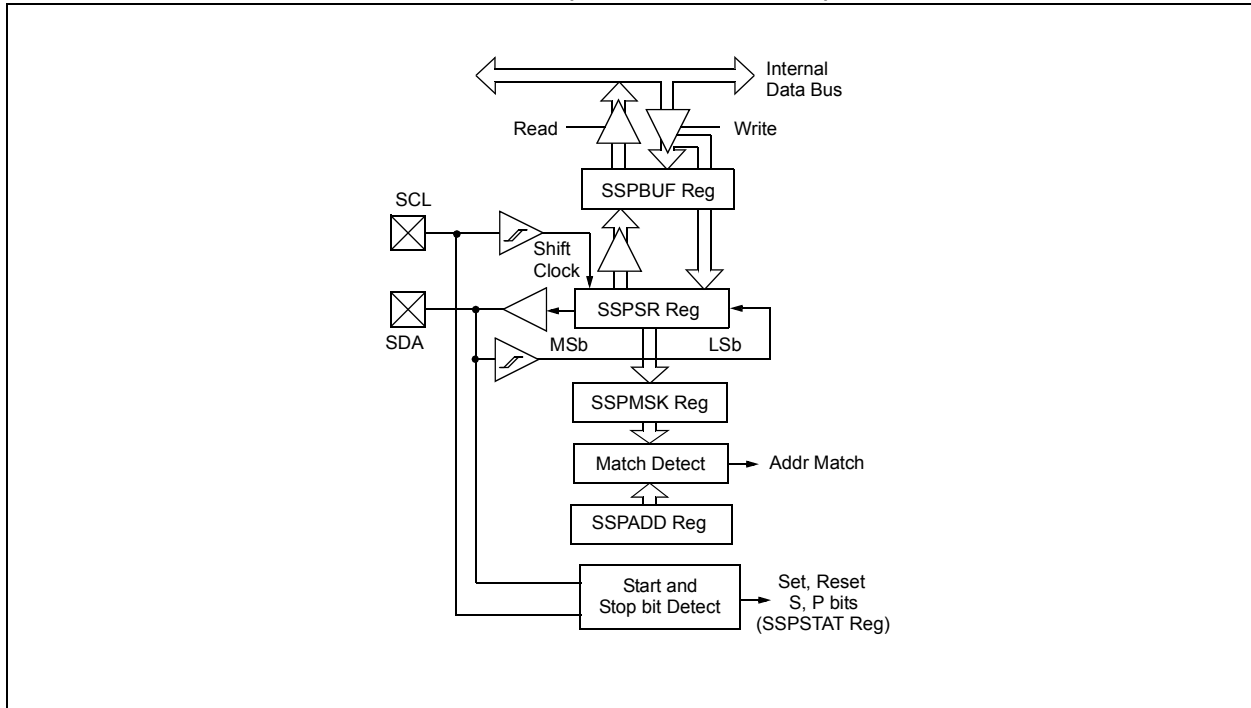 Internal
Data Bus
Read
Write
SSPBUF Reg
SCL
Shift
Clock
SSPSR Reg
SDA
MSb
LSb
SSPMSK Reg
Match Detect
Addr Match
SSPADD Reg
Start and
Stop bit Detect
Set, Reset
S, P bits
(SSPSTAT Reg)